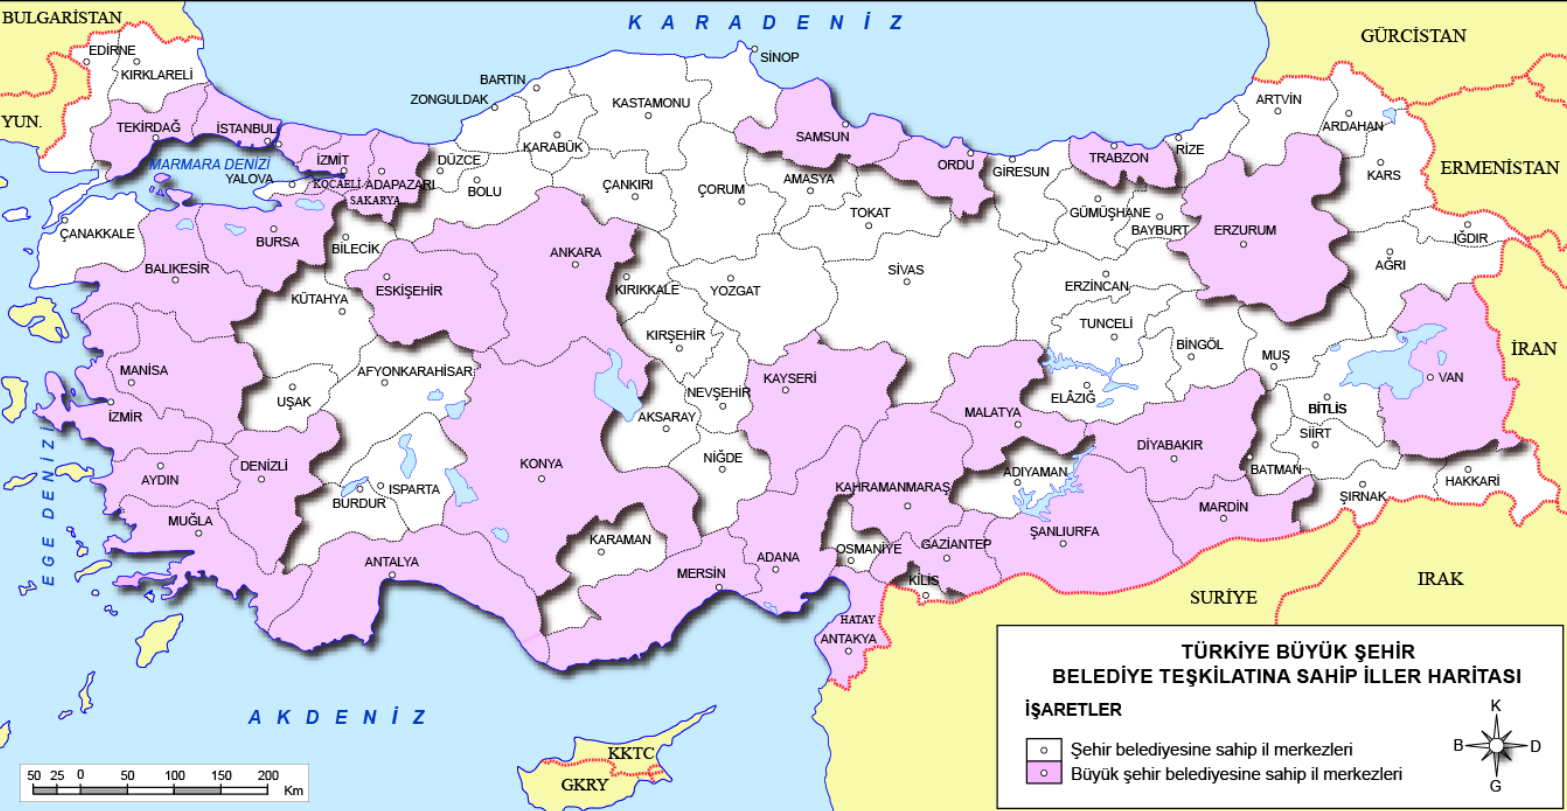 BULGARİSTAN
K A R A D E N İ Z
GÜRCİSTAN
EDİRNE
KIRKLARELİ
SİNOP
BARTIN
ZONGULDAK
KASTAMONU
ARTVİN
ARDAHAN
YUN.
TEKİRDAĞ
İSTANBUL
SAMSUN
KARABÜK
RİZE
MARMARA DENİZİ
İZMİT
DÜZCE
ORDU
TRABZON
GİRESUN
ERMENİSTAN
YALOVA
KOCAELİ
ADAPAZARI
BOLU
ÇANKIRI
ÇORUM
AMASYA
KARS
SAKARYA
TOKAT
GÜMÜŞHANE
BAYBURT
ERZURUM
IĞDIR
ÇANAKKALE
BURSA
BİLECİK
ANKARA
BALIKESİR
SİVAS
AĞRI
ESKİŞEHİR
KIRIKKALE
YOZGAT
ERZİNCAN
KÜTAHYA
TUNCELİ
KIRŞEHİR
BİNGÖL
MUŞ
İRAN
MANİSA
AFYONKARAHİSAR
KAYSERİ
VAN
NEVŞEHİR
UŞAK
ELÂZIĞ
İZMİR
AKSARAY
MALATYA
BİTLİS
SİİRT
DİYABAKIR
EGE DENİZİ
AYDIN
DENİZLİ
KONYA
NİĞDE
ADIYAMAN
BATMAN
ISPARTA
BURDUR
KAHRAMANMARAŞ
HAKKARİ
ŞIRNAK
MUĞLA
MARDİN
KARAMAN
ŞANLIURFA
OSMANİYE
GAZİANTEP
ANTALYA
ADANA
MERSİN
KİLİS
IRAK
SURİYE
HATAY
ANTAKYA
A K D E N İ Z
KKTC
GKRY
TÜRKİYE BÜYÜK ŞEHİR
BELEDİYE TEŞKİLATINA SAHİP İLLER HARİTASI
İŞARETLER
Şehir belediyesine sahip il merkezleri
Büyük şehir belediyesine sahip il merkezleri
K
B
D
G
50 25 0 50 100 150 200
Km